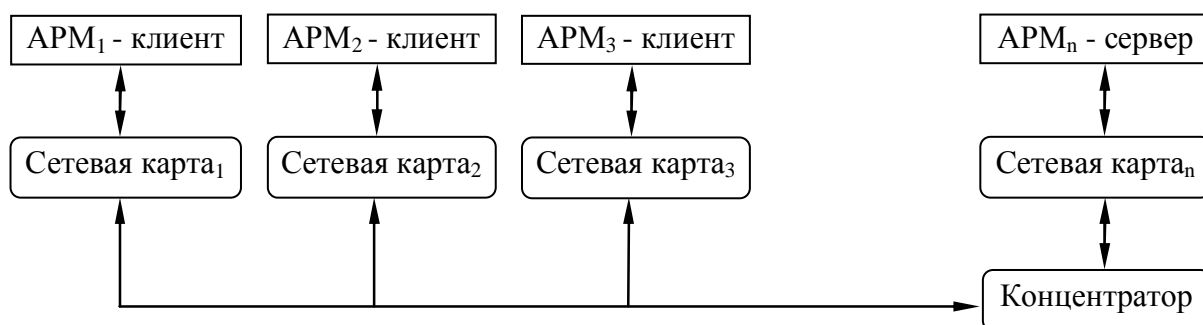 АРМ₁ - клиент
АРМ₂ - клиент
АРМ₃ - клиент
АРМₙ - сервер
Сетевая карта₁
Сетевая карта₂
Сетевая карта₃
Сетевая картаₙ
Концентратор